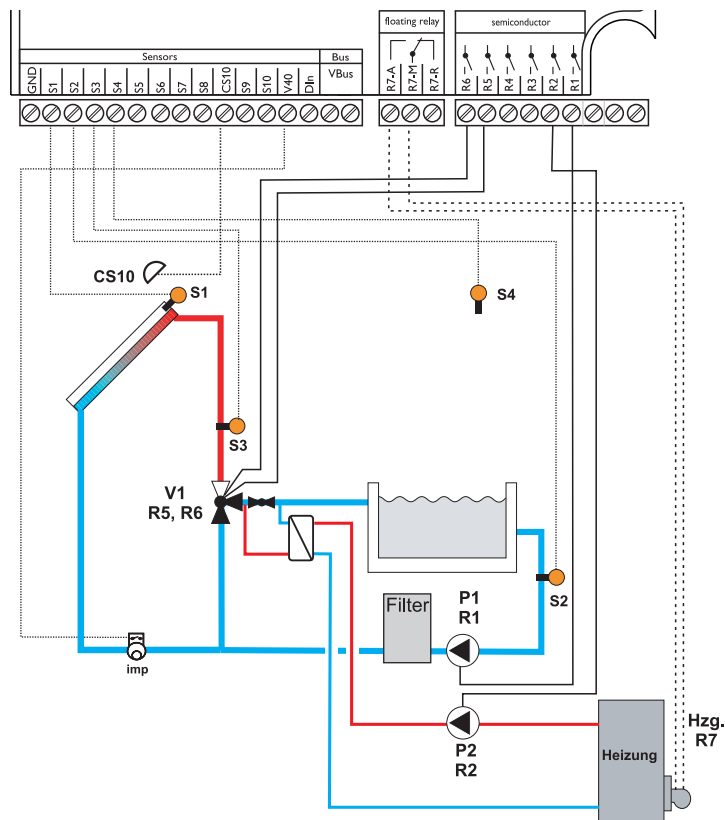 floating relay
semiconductor
Sensors
Bus
VBus
GND
S1
S2
S3
S4
S5
S6
S7
S8
CS10
S9
S10
V40
DIn
R7-A
R7-M
R7-R
R6
R5
R4
R3
R2
R1
CS10
S1
S4
S3
V1
R5, R6
S2
Filter
P1
R1
imp
P2
R2
Heizung
Hzg.
R7